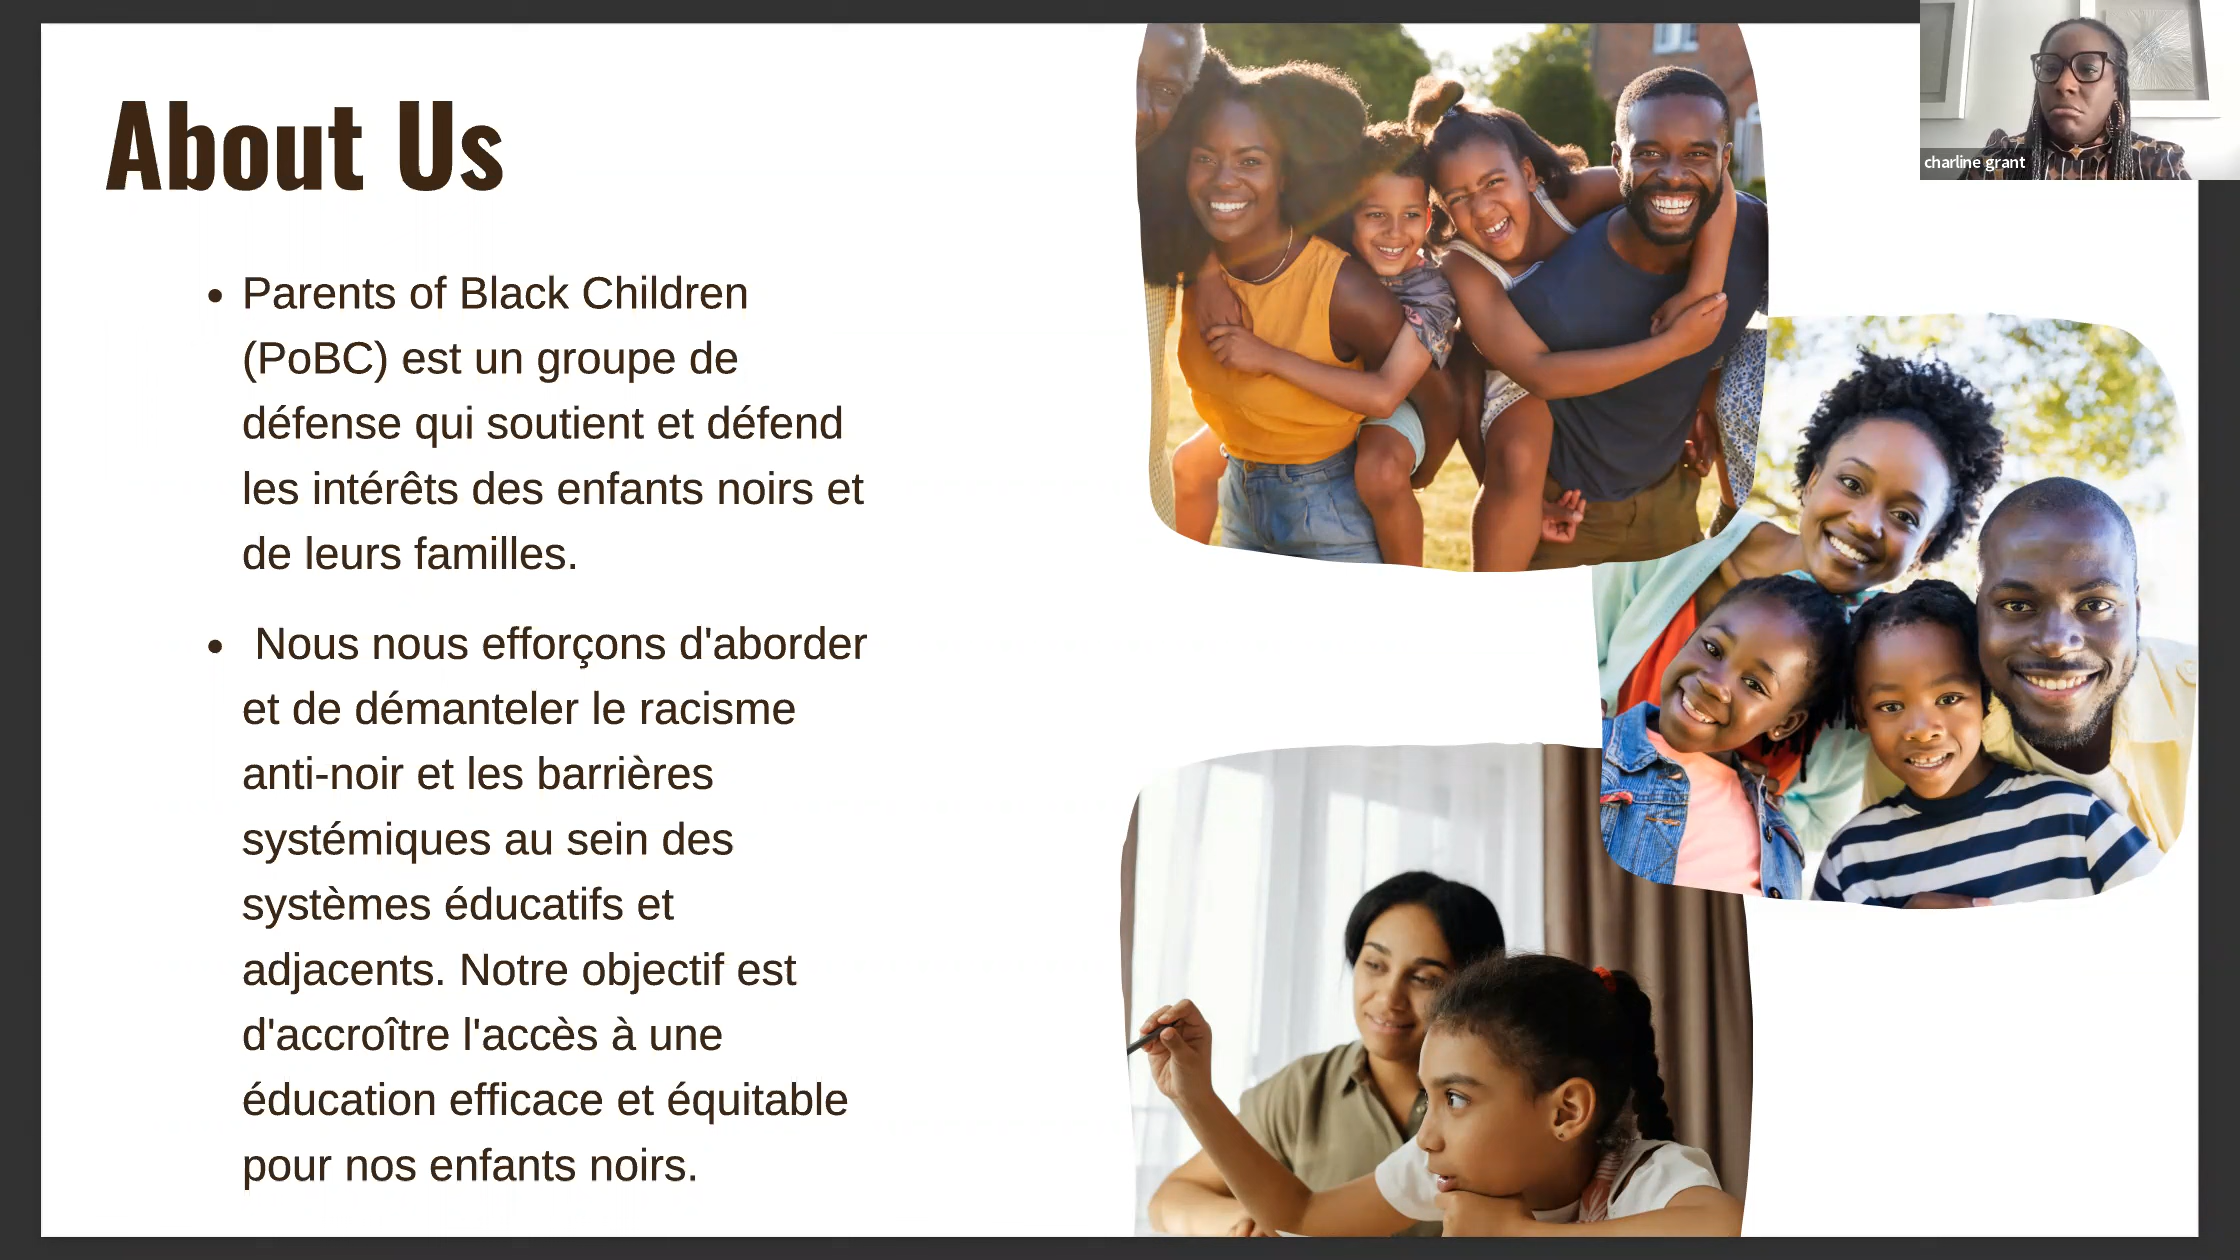 About Us
charline grant
• Parents of Black Children
(PoBC) est un groupe de
défense qui soutient et défend
les intérêts des enfants noirs et
de leurs familles.
• Nous nous efforçons d'aborder
et de démanteler le racisme
anti-noir et les barrières
systémiques au sein des
systèmes éducatifs et
adjacents. Notre objectif est
d'accroître l'accès à une
éducation efficace et équitable
pour nos enfants noirs.